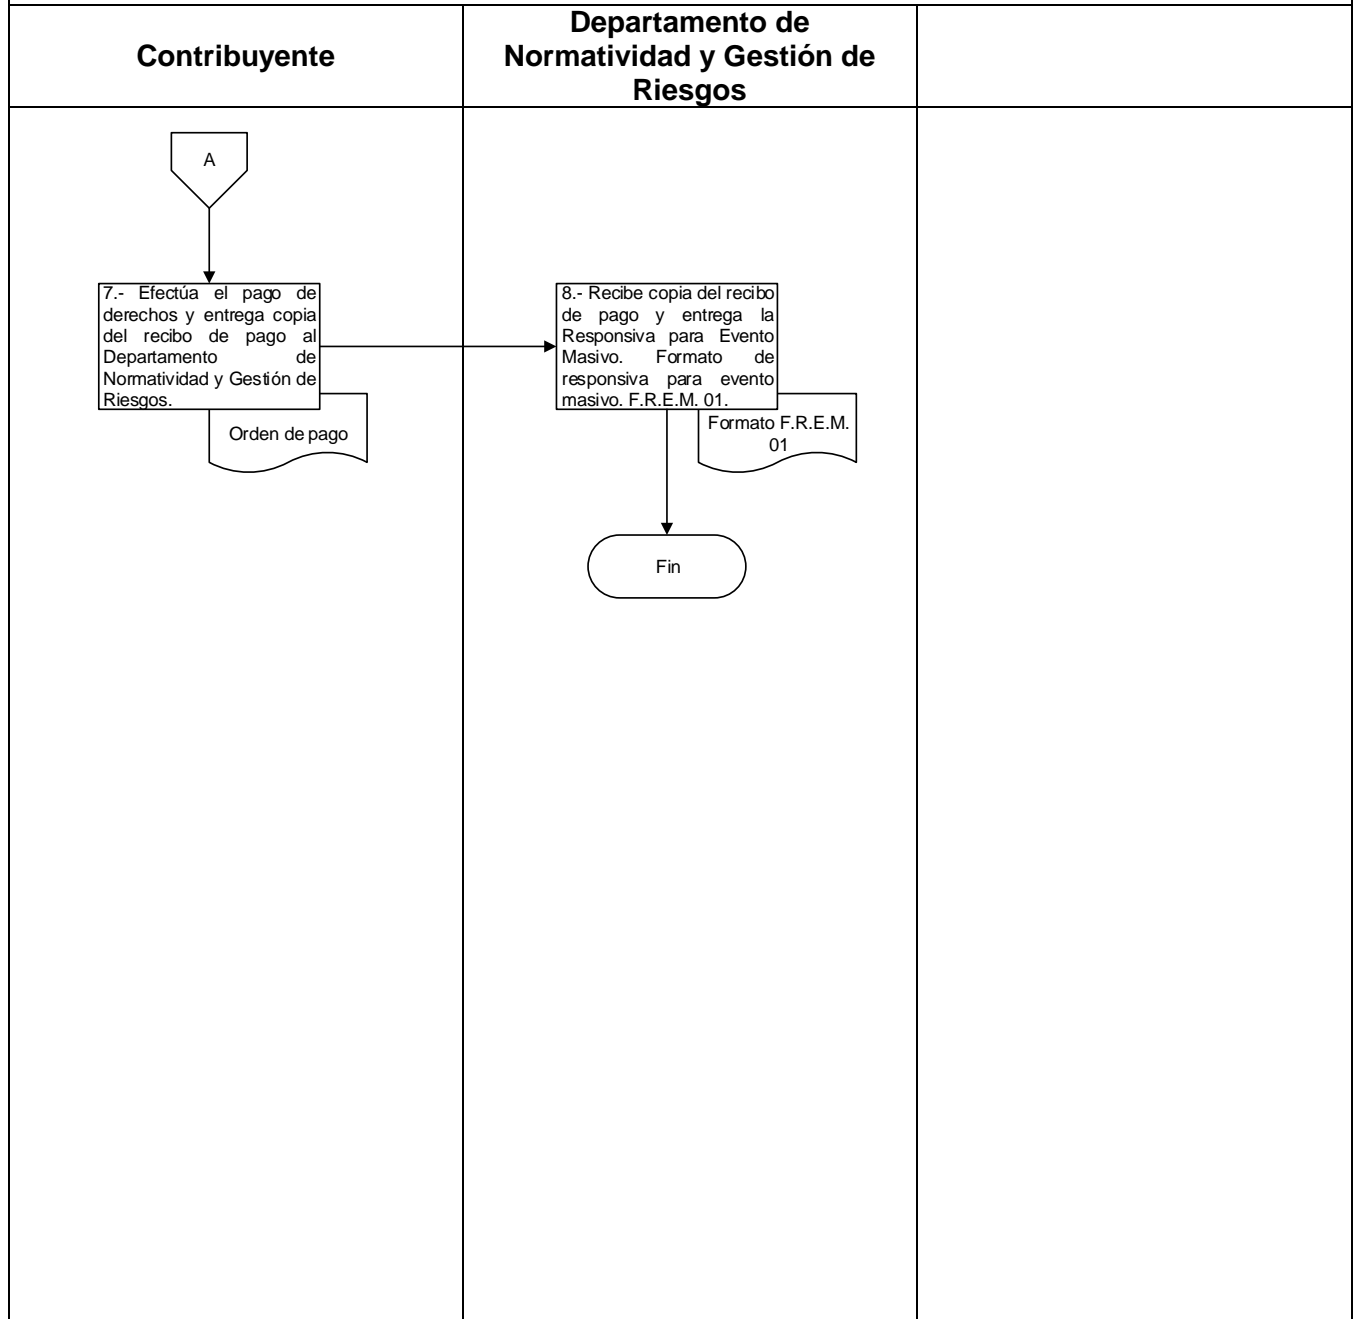 Contribuyente
Departamento de
Normatividad y Gestión de
Riesgos
A
7.- Efectúa el pago de
derechos y entrega copia
del recibo de pago al
Departamento de
Normatividad y Gestión de
Riesgos.
Orden de pago
8.- Recibe copia del recibo
de pago y entrega la
Responsiva para Evento
Masivo. Formato de
responsiva para evento
masivo. F.R.E.M. 01.
Formato F.R.E.M.
01
Fin